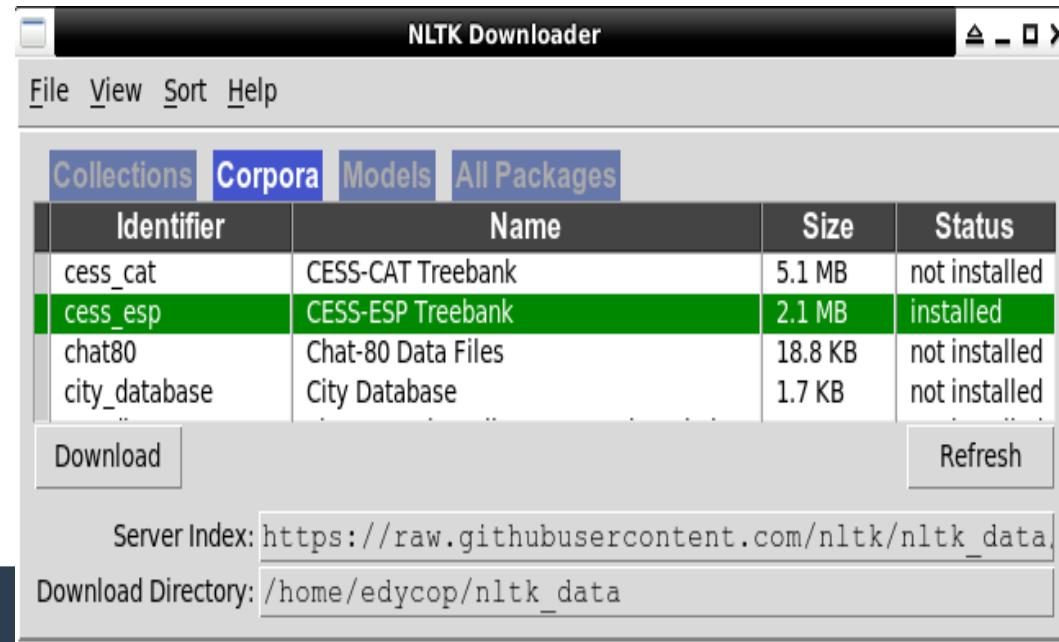 NLTK Downloader
File View Sort Help
Collections Corpora Models All Packages
Identifier Name Size Status
cess_cat CESS-CAT Treebank 5.1 MB not installed
cess_esp CESS-ESP Treebank 2.1 MB installed
chat80 Chat-80 Data Files 18.8 KB not installed
city_database City Database 1.7 KB not installed
Download Refresh
Server Index: https://raw.githubusercontent.com/nltk/nltk_data
Download Directory: /home/edycop/nltk_data